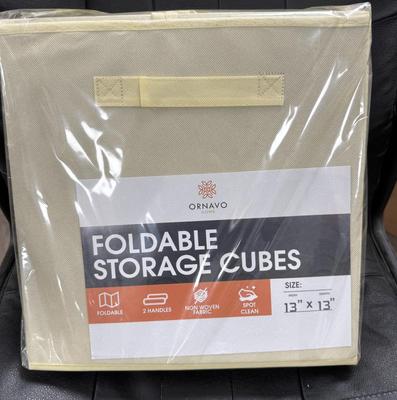 ORNAVO
HOME
FOLDABLE
STORAGE CUBES
SIZE:
13" x 13"
FOLDABLE
2 HANDLES
NON WOVEN
FABRIC
SPOT
CLEAN